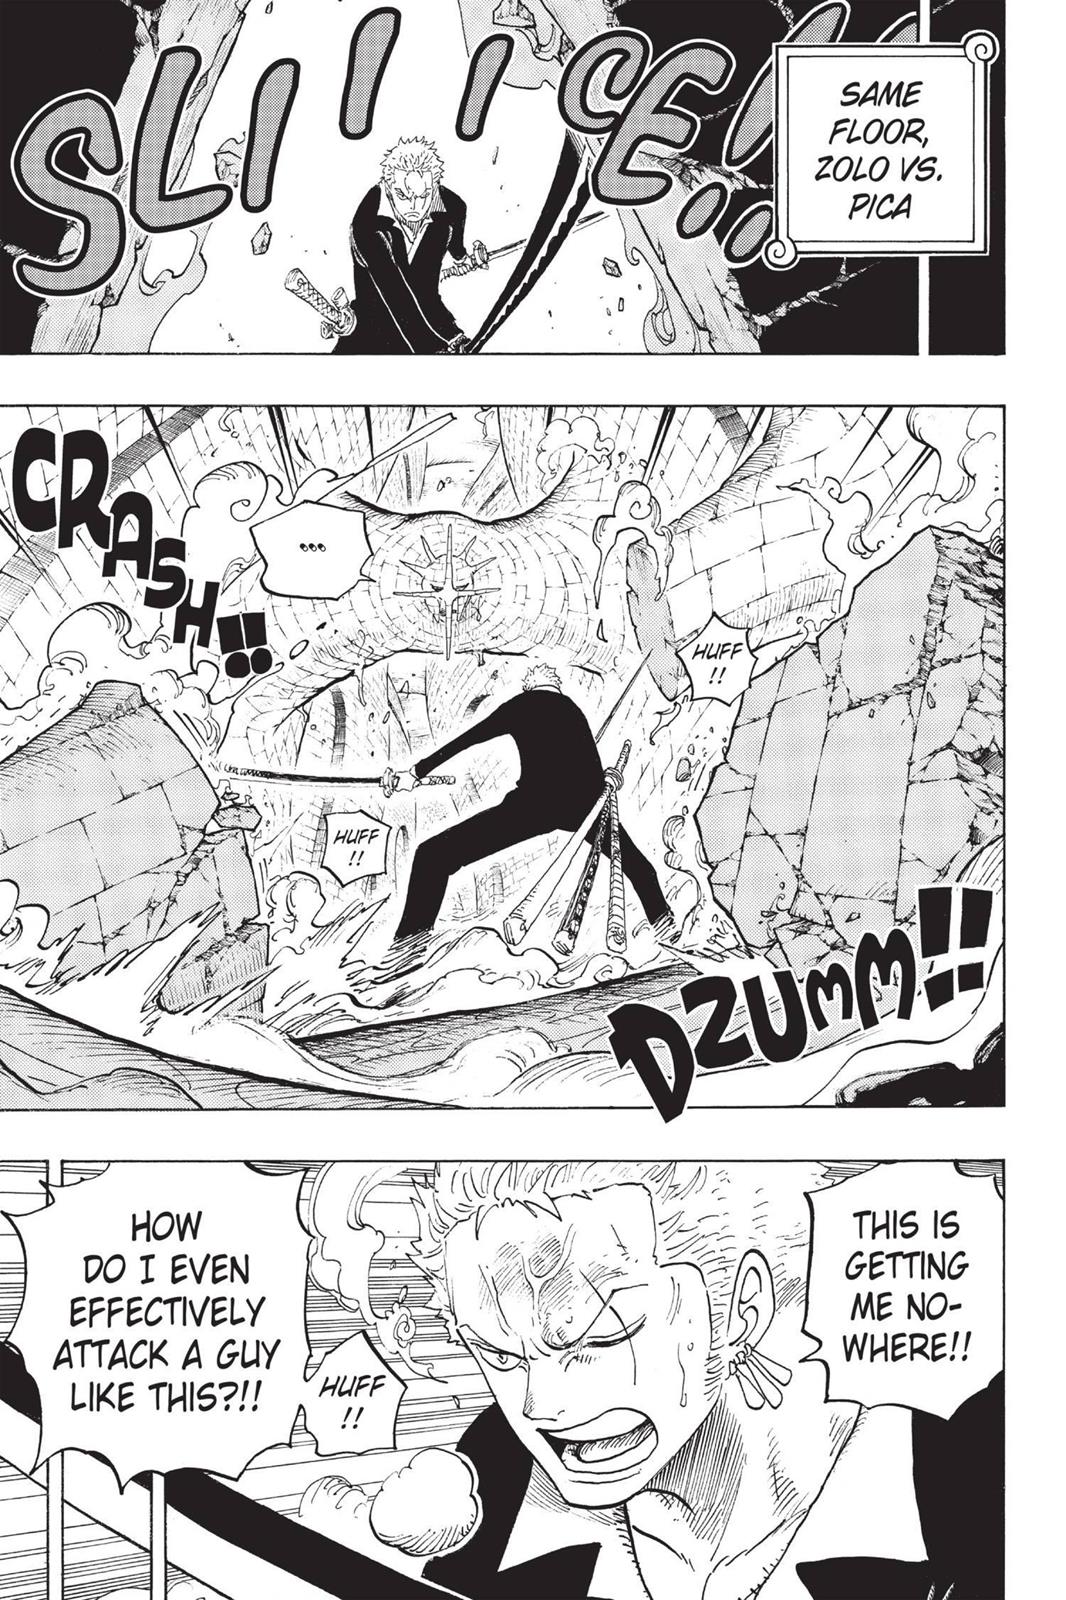 SLIIICE!!
SAME
FLOOR,
ZOLO VS.
PICA
CRASH!!
...
HUFF
!!
HUFF
!!
DZUMM!!
THIS IS
GETTING
ME NO-
WHERE!!
HOW
DO I EVEN
EFFECTIVELY
ATTACK A GUY
LIKE THIS?!!
HUFF
!!